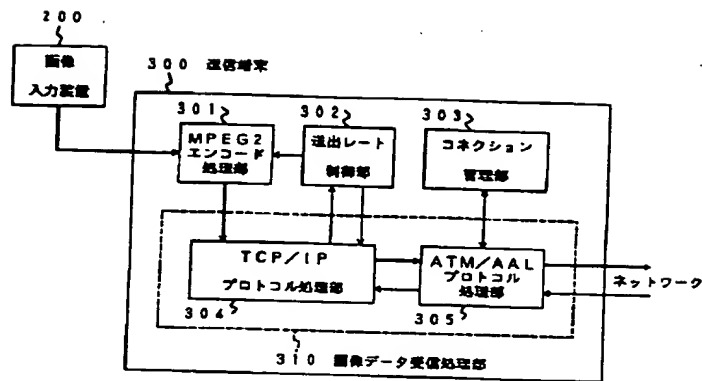 200
画像
入力装置
300 送信端末
301
302
303
MPEG2
エンコード
処理部
送出レート
制御部
コネクション
管理部
TCP/IP
プロトコル処理部
ATM/AAL
プロトコル
処理部
ネットワーク
304
305
310 画像データ受信処理部